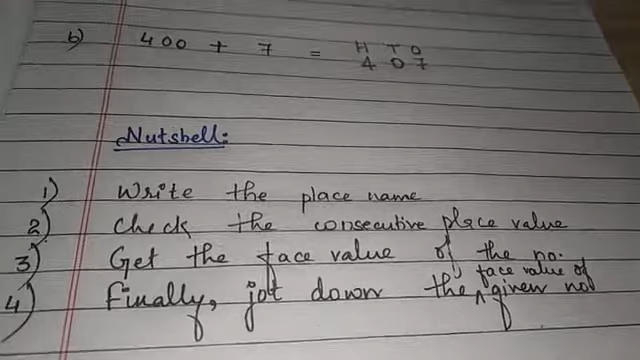 b) 400 + 7 = H T O
4 0 7
Nutshell:
1) Write the place name
2) Check the consecutive place value
3) Get the face value of the no.
face value of
4) Finally, jot down the ^ given no